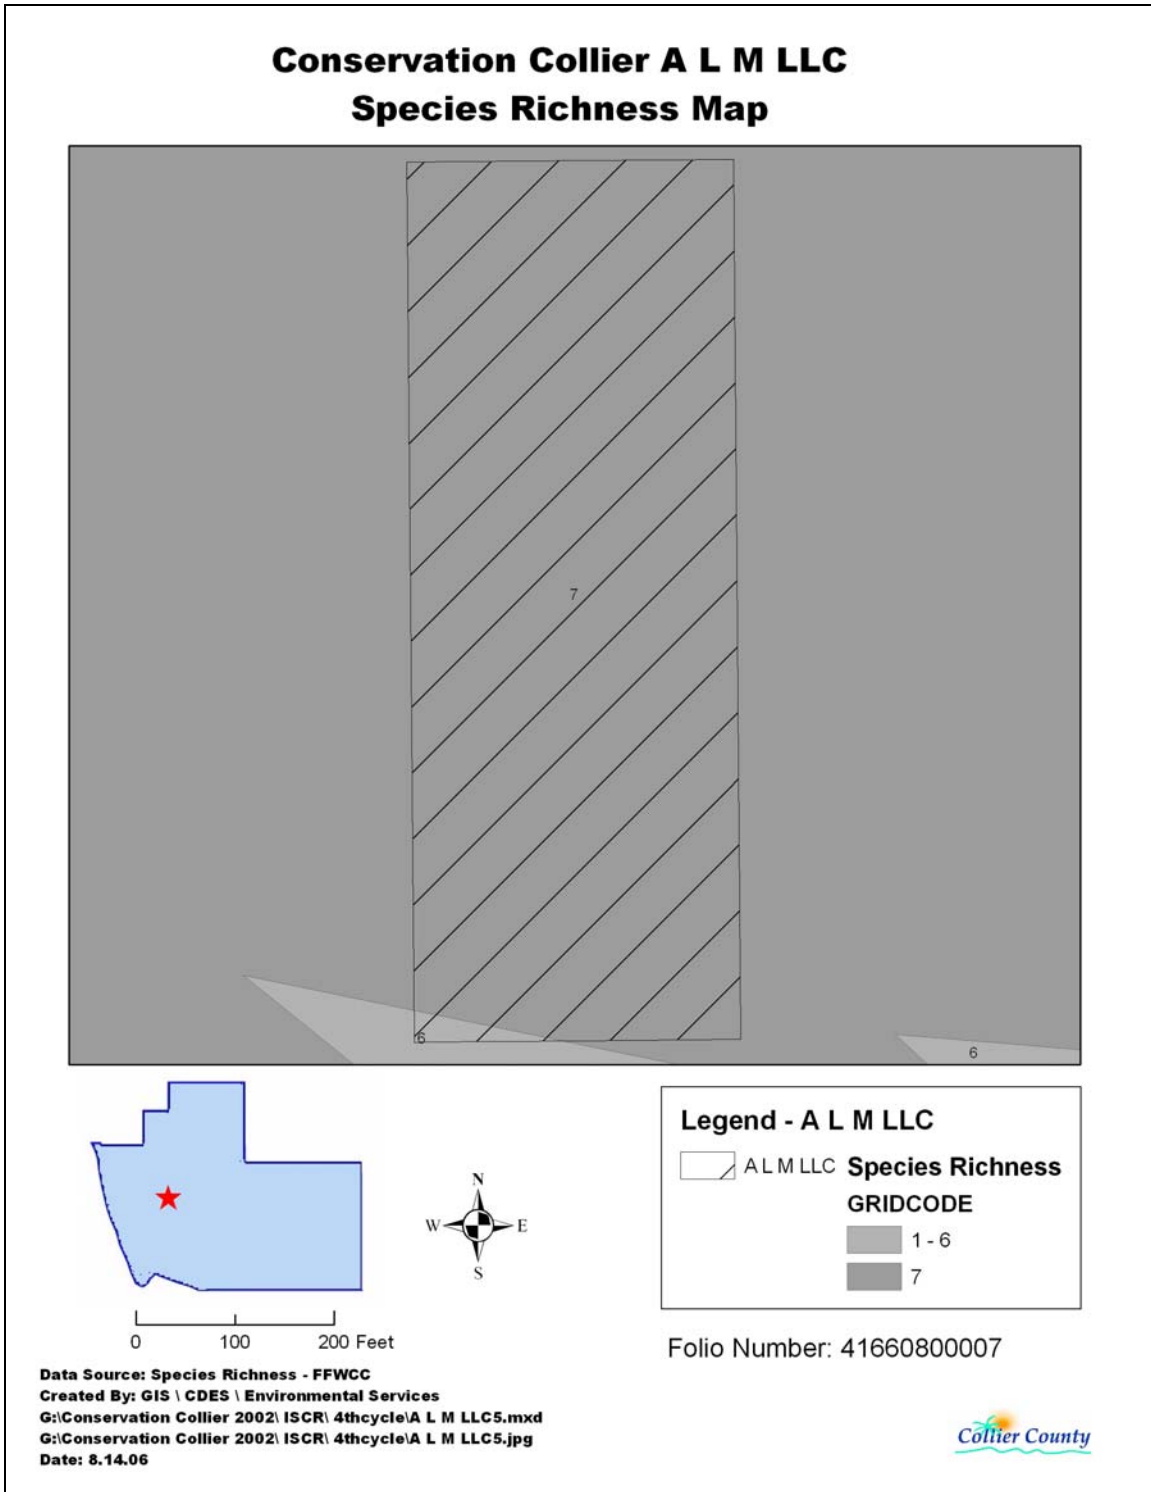 Conservation Collier A L M LLC
Species Richness Map
7
6
6
Legend - A L M LLC
A L M LLC Species Richness
GRIDCODE
1 - 6
7
N
W E
S
0 100 200 Feet
Folio Number: 41660800007
Data Source: Species Richness - FFWCC
Created By: GIS \ CDES \ Environmental Services
G:\Conservation Collier 2002\ ISCR\ 4thcycle\A L M LLC5.mxd
G:\Conservation Collier 2002\ ISCR\ 4thcycle\A L M LLC5.jpg
Date: 8.14.06
Collier County